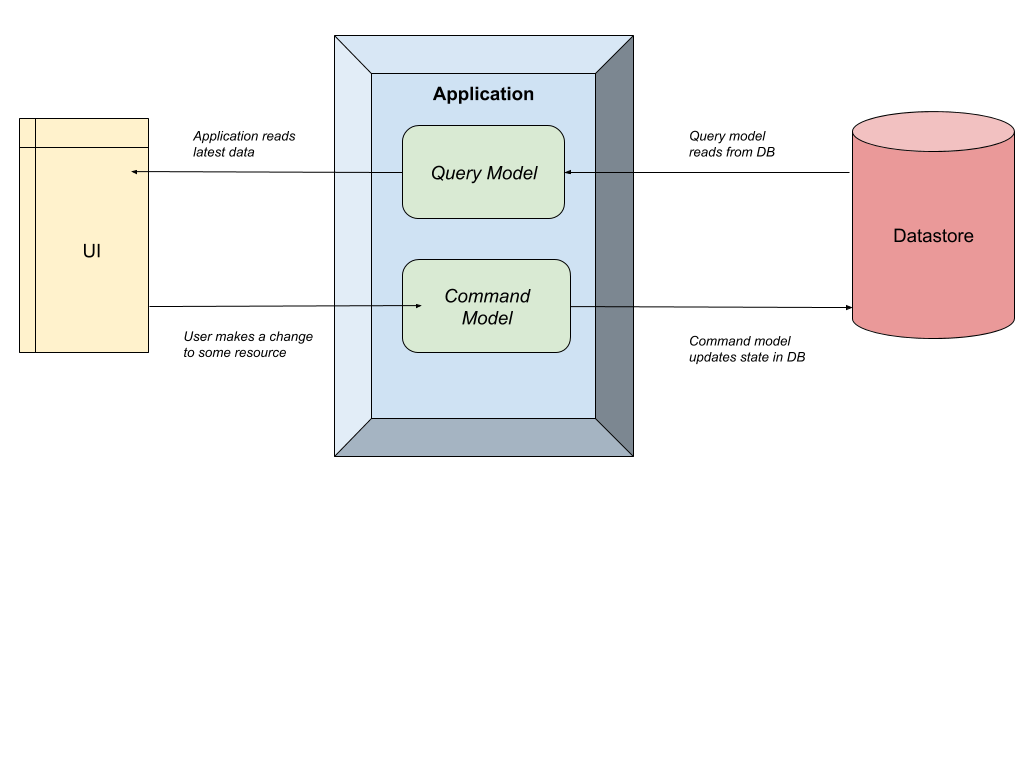 Application
Application reads
latest data
Query Model
Query model
reads from DB
UI
Datastore
Command
Model
User makes a change
to some resource
Command model
updates state in DB